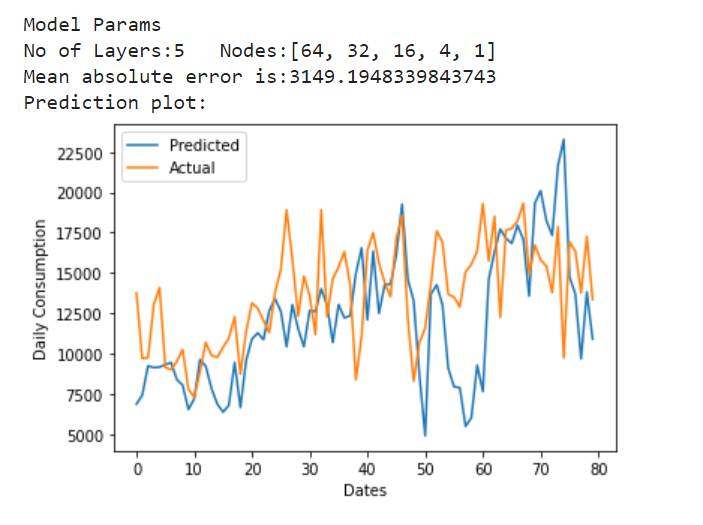 Model Params
No of Layers:5   Nodes:[64, 32, 16, 4, 1]
Mean absolute error is:3149.1948339843743
Prediction plot:
Predicted
Actual
22500
20000
17500
15000
12500
10000
7500
5000
Daily Consumption
0 10 20 30 40 50 60 70 80
Dates